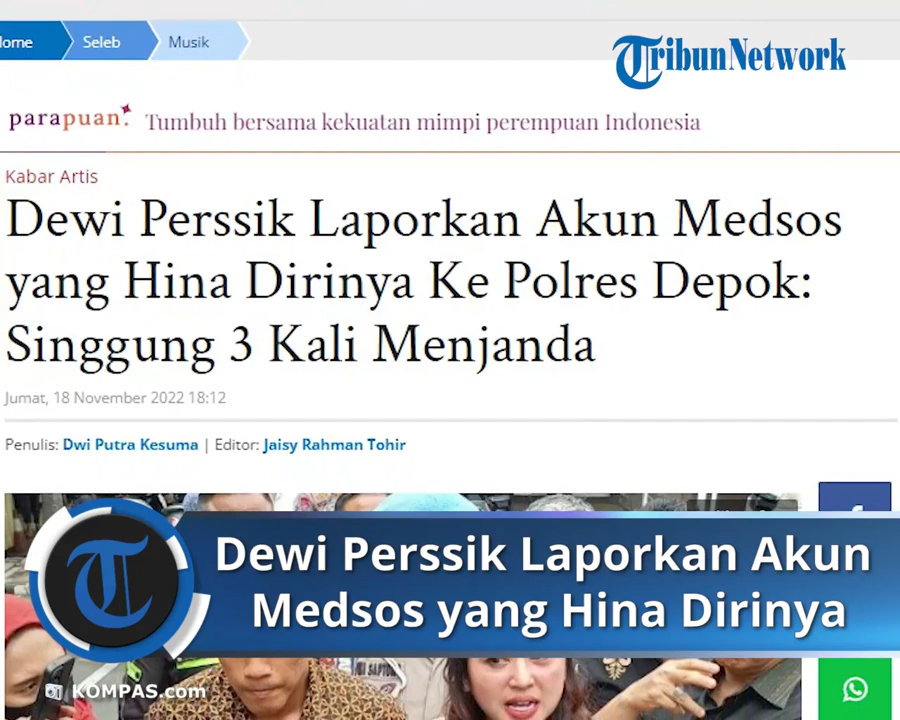 Home
Seleb
Musik
TribunNetwork
parapuan.
Tumbuh bersama kekuatan mimpi perempuan Indonesia
Kabar Artis
Dewi Perssik Laporkan Akun Medsos
yang Hina Dirinya Ke Polres Depok:
Singgung 3 Kali Menjanda
Jumat, 18 November 2022 18:12
Penulis: Dwi Putra Kesuma | Editor: Jaisy Rahman Tohir
Dewi Perssik Laporkan Akun
Medsos yang Hina Dirinya
KOMPAS.com